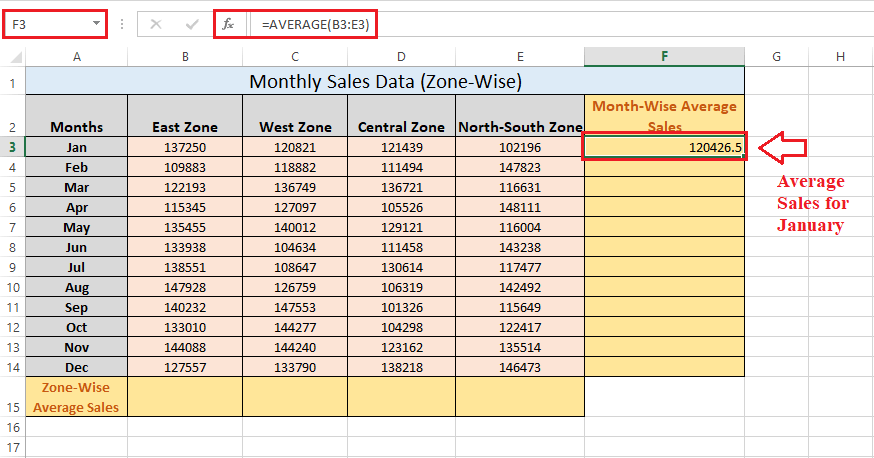 F3 fx =AVERAGE(B3:E3)
A B C D E F G H
1 Monthly Sales Data (Zone-Wise)
2 Months East Zone West Zone Central Zone North-South Zone Month-Wise Average Sales
3 Jan 137250 120821 121439 102196 120426.5
4 Feb 109883 118882 111494 147823
5 Mar 122193 136749 136721 116631
6 Apr 115345 127097 105526 148111
7 May 135455 140012 129121 116004
8 Jun 133938 104634 111458 143238
9 Jul 138551 108647 130614 117477
10 Aug 147928 126759 106319 142492
11 Sep 140232 147553 101326 115649
12 Oct 133010 144277 104298 122417
13 Nov 144088 144240 123162 135514
14 Dec 127557 133790 138218 146473
15 Zone-Wise Average Sales
16
17
Average
Sales for
January